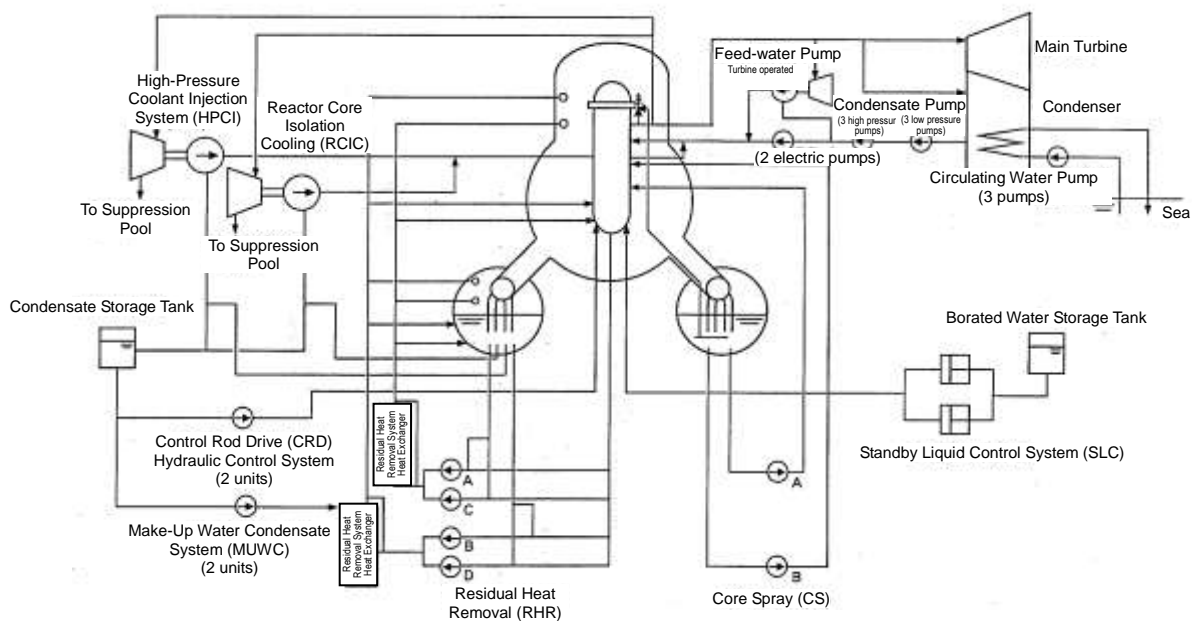 High-Pressure
Coolant Injection
System (HPCI)
Reactor Core
Isolation
Cooling (RCIC)
To Suppression
Pool
To Suppression
Pool
Feed-water Pump
Turbine operated
Condensate Pump
(3 high pressur
pumps)
(3 low pressure
pumps)
(2 electric pumps)
Main Turbine
Condenser
Circulating Water Pump
(3 pumps)
Sea
Condensate Storage Tank
Borated Water Storage Tank
Control Rod Drive (CRD)
Hydraulic Control System
(2 units)
Residual Heat
Removal System
Heat Exchanger
Standby Liquid Control System (SLC)
A
C
B
D
A
B
Make-Up Water Condensate
System (MUWC)
(2 units)
Residual Heat
Removal System
Heat Exchanger
Residual Heat
Removal (RHR)
Core Spray (CS)